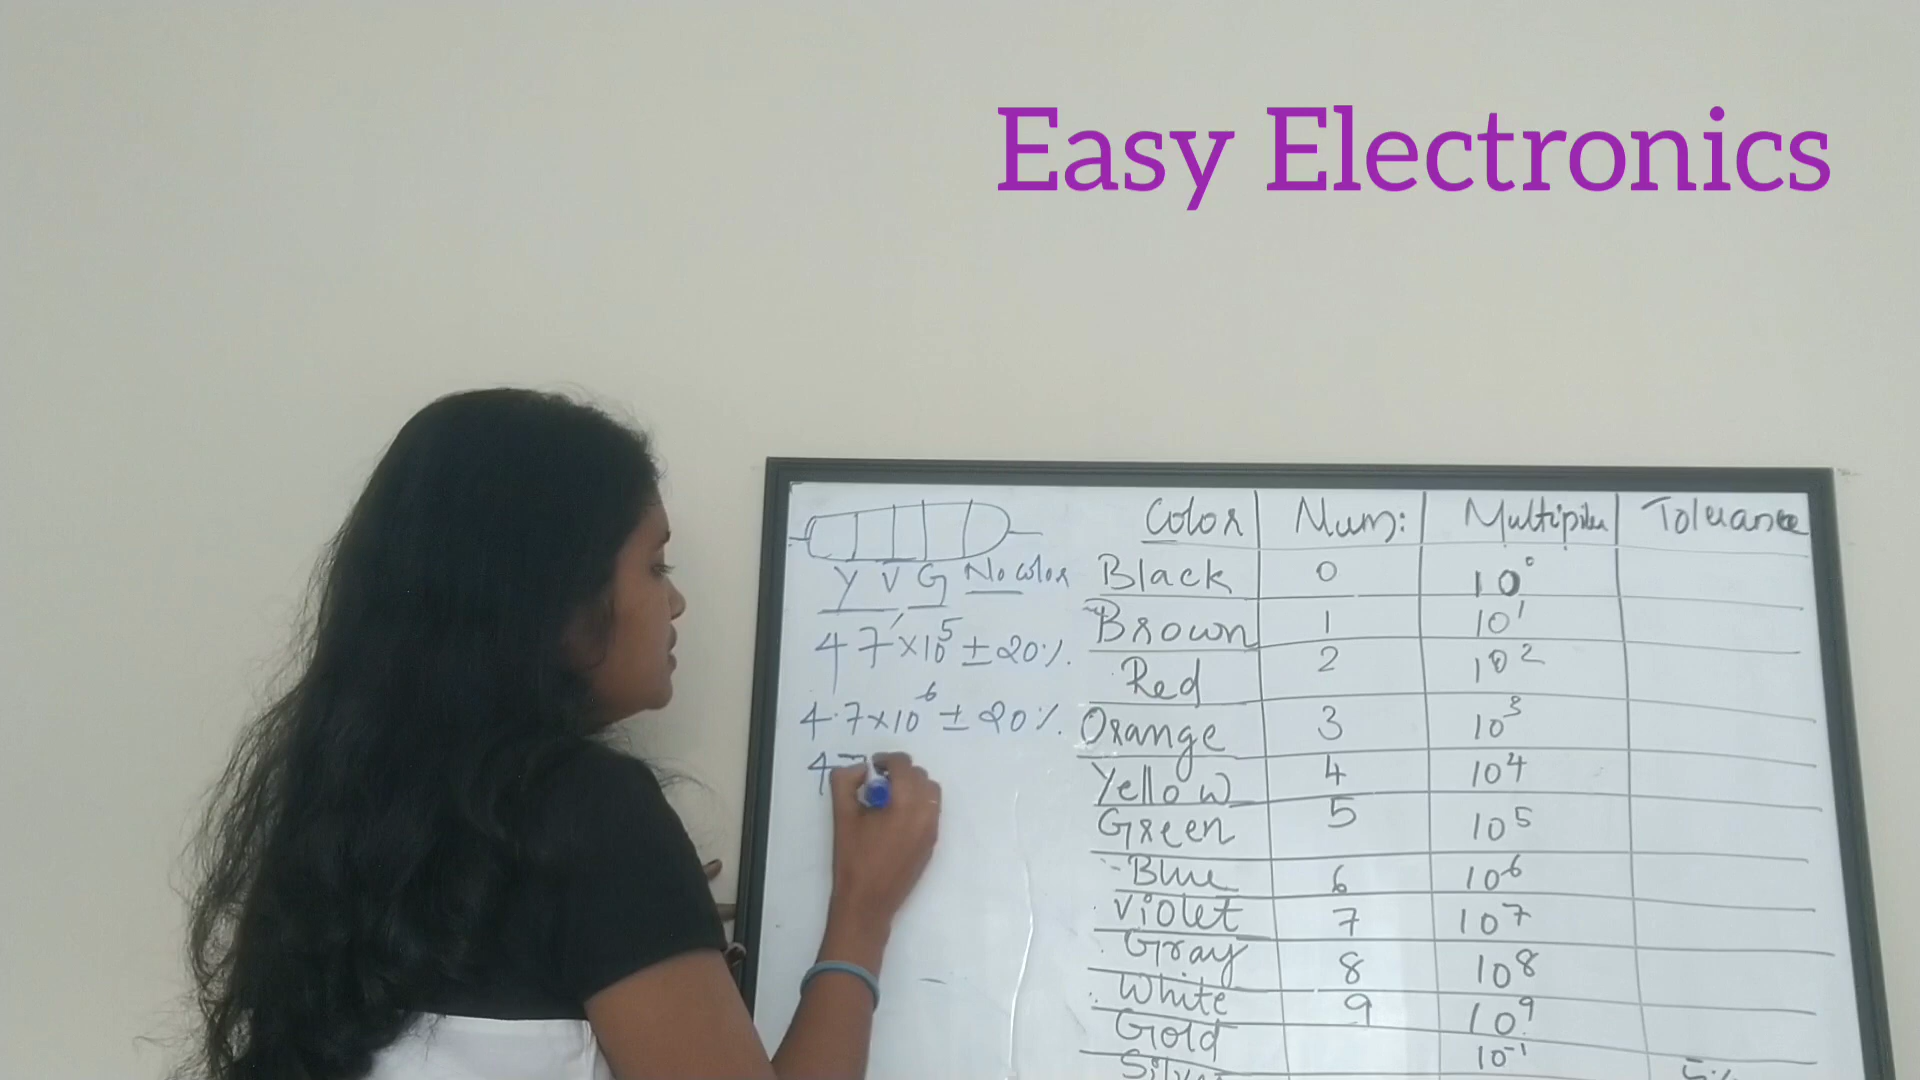 Easy Electronics
Y V G No color
47×10⁵ ± 20%.
4.7×10⁶ ± 20%.
47
Color Num: Multiplier Tolerance
Black 0 10⁰
Brown 1 10¹
Red 2 10²
Orange 3 10³
Yellow 4 10⁴
Green 5 10⁵
Blue 6 10⁶
Violet 7 10⁷
Gray 8 10⁸
White 9 10⁹
Gold 10⁻¹
Silver